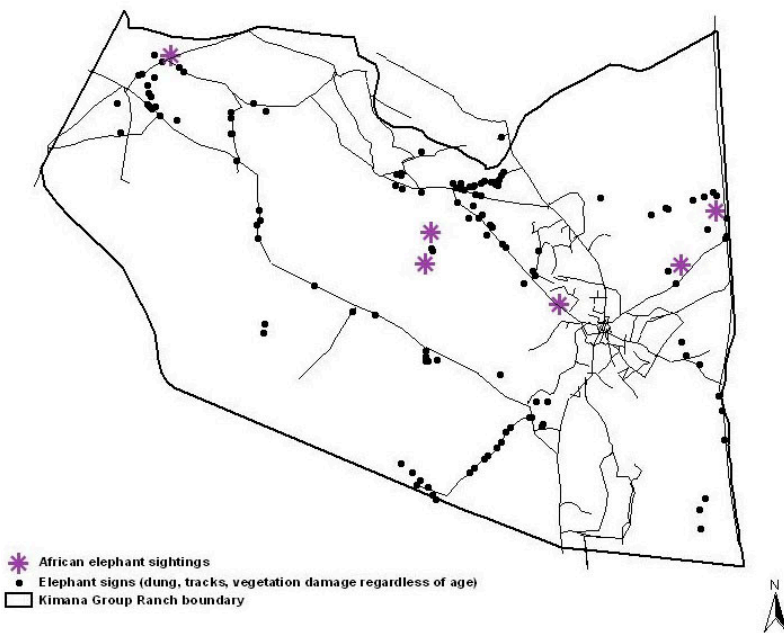 African elephant sightings
Elephant signs (dung, tracks, vegetation damage regardless of age)
Kimana Group Ranch boundary
N